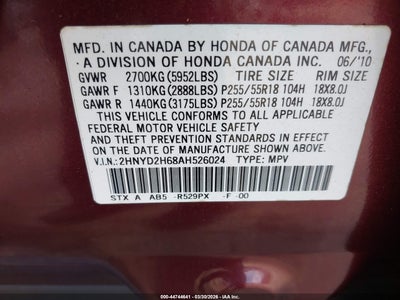 MFD. IN CANADA BY HONDA OF CANADA MFG.,
A DIVISION OF HONDA CANADA INC. 06/'10
GVWR 2700KG (5952LBS) TIRE SIZE RIM SIZE
GAWR F 1310KG (2888LBS) P255/55R18 104H 18X8.0J
GAWR R 1440KG (3175LBS) P255/55R18 104H 18X8.0J
THIS VEHICLE CONFORMS TO ALL APPLICABLE
FEDERAL MOTOR VEHICLE SAFETY AND
THEFT PREVENTION STANDARDS IN EFFECT
ON THE DATE OF MANUFACTURE SHOWN ABOVE.
V.I.N.: 2HNYD2H68AH526024 TYPE: MPV
STX A AB5 -R529PX -F -00
000-44744641 - 03/30/2026 - IAAI.COM